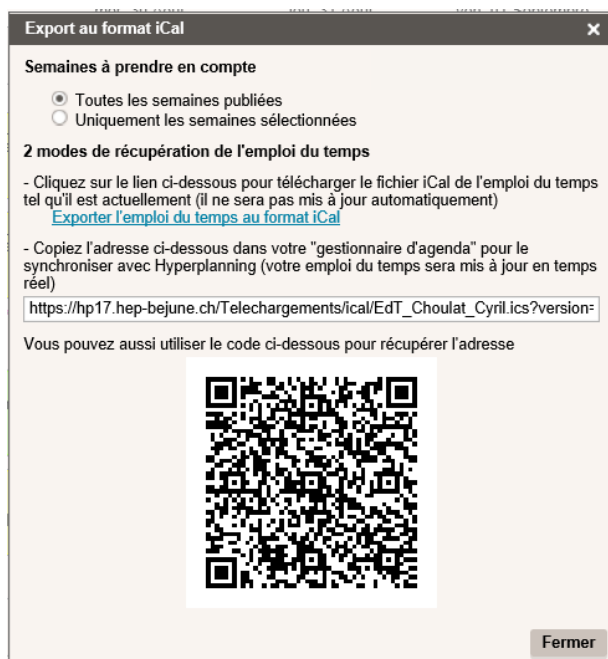 Export au format iCal
Semaines à prendre en compte
Toutes les semaines publiées
Uniquement les semaines sélectionnées
2 modes de récupération de l'emploi du temps
- Cliquez sur le lien ci-dessous pour télécharger le fichier iCal de l'emploi du temps
tel qu'il est actuellement (il ne sera pas mis à jour automatiquement)
Exporter l'emploi du temps au format iCal
- Copiez l'adresse ci-dessous dans votre "gestionnaire d'agenda" pour le
synchroniser avec Hyperplanning (votre emploi du temps sera mis à jour en temps
réel)
https://hp17.hep-bejune.ch/Telechargements/ical/EdT_Choulat_Cyril.ics?version=
Vous pouvez aussi utiliser le code ci-dessous pour récupérer l'adresse
Fermer